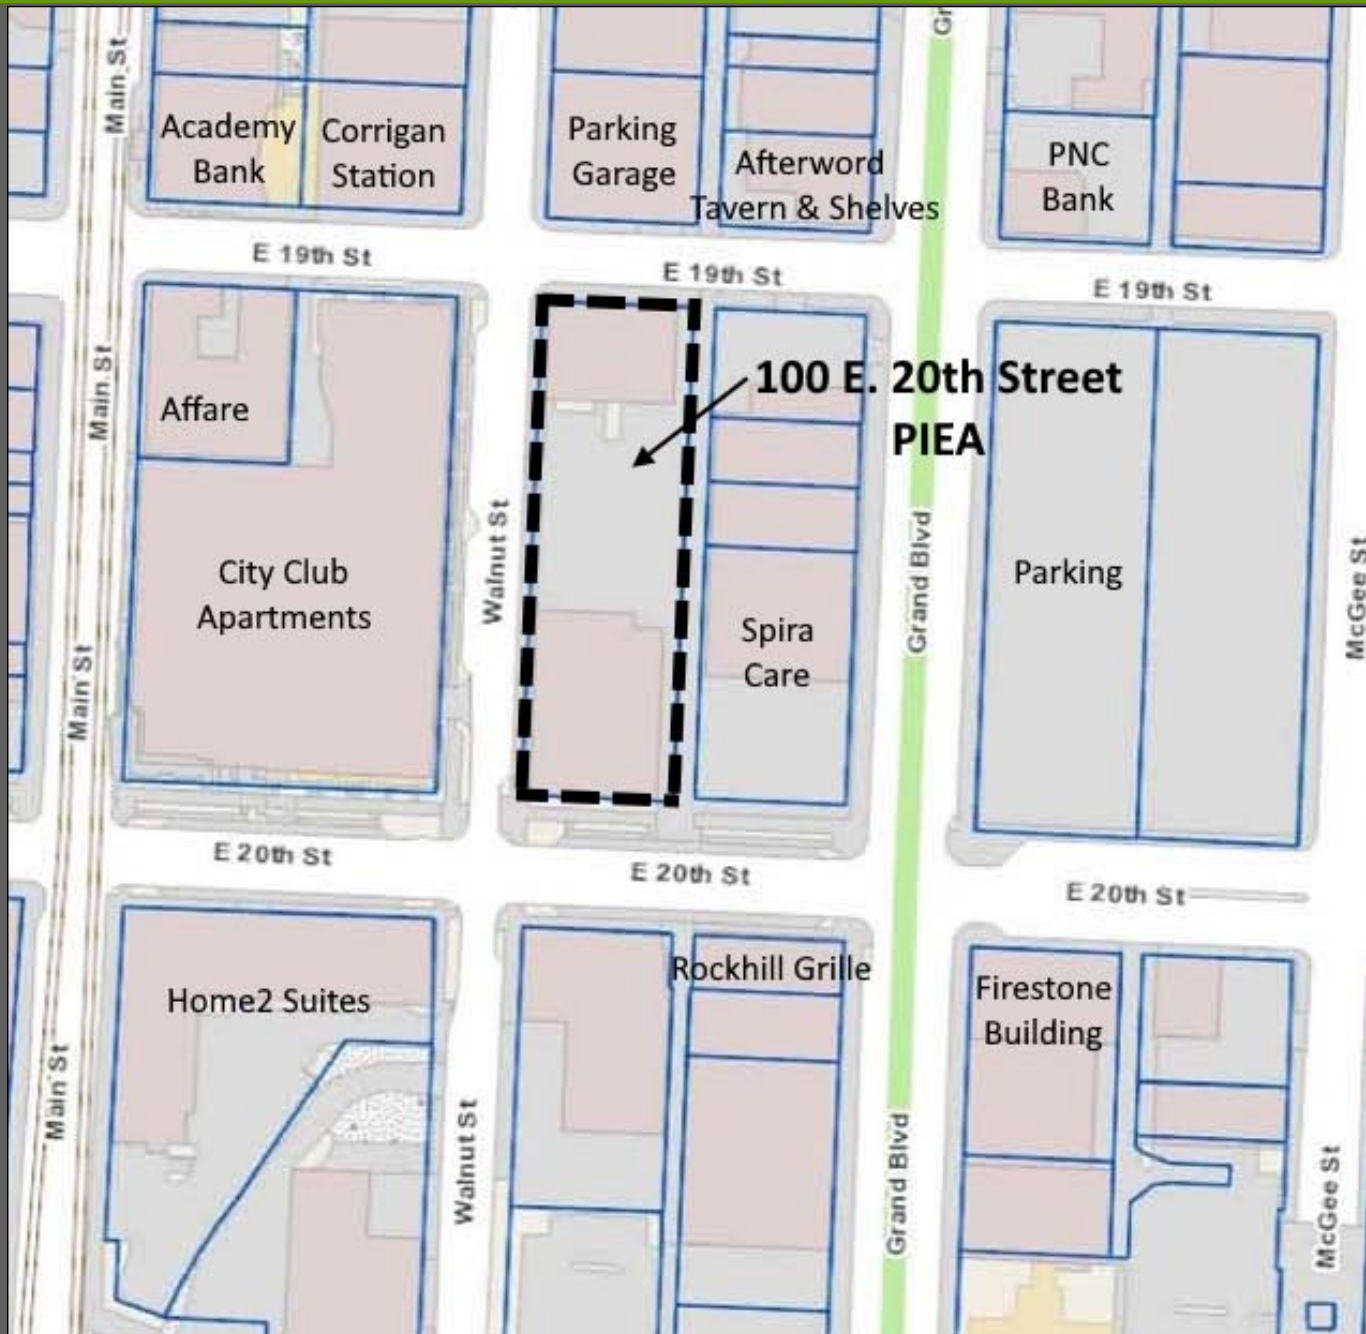 Gr
Main St
Academy
Bank
Corrigan
Station
Parking
Garage
Afterword
Tavern & Shelves
PNC
Bank
E 19th St
E 19th St
E 19th St
Main St
Affare
100 E. 20th Street
PIEA
City Club
Apartments
Walnut St
Grand Blvd
Parking
McGee St
Spira
Care
Main St
E 20th St
E 20th St
E 20th St
Home2 Suites
Rockhill Grille
Firestone
Building
Main St
Walnut St
Grand Blvd
McGee St